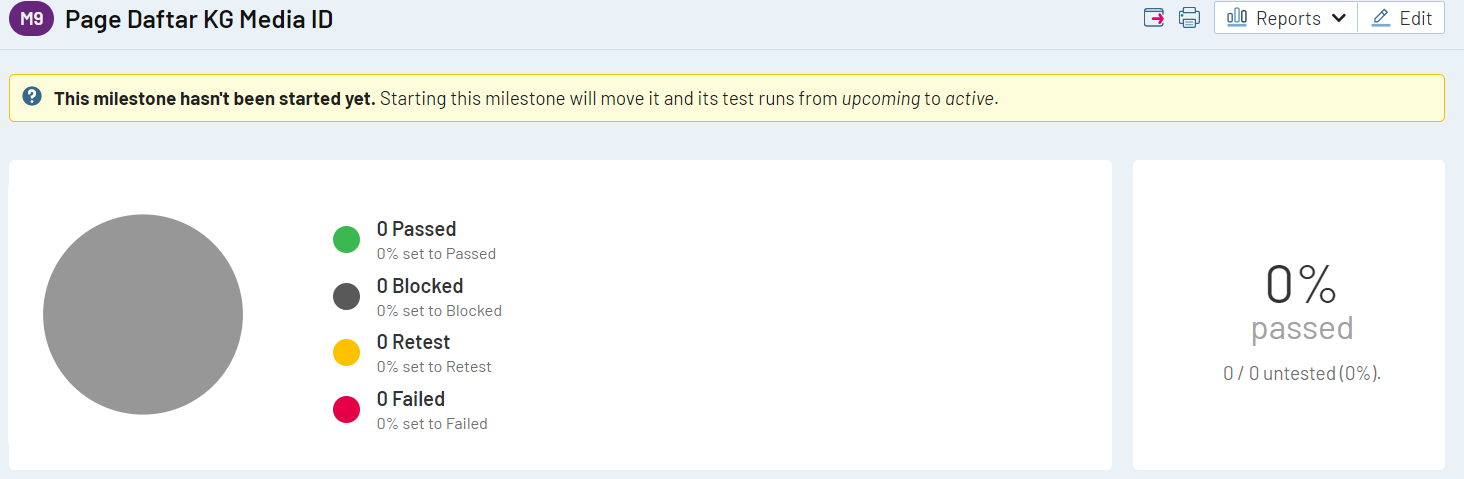 M9 Page Daftar KG Media ID
Reports Edit
This milestone hasn't been started yet. Starting this milestone will move it and its test runs from upcoming to active.
0 Passed
0% set to Passed
0 Blocked
0% set to Blocked
0 Retest
0% set to Retest
0 Failed
0% set to Failed
0%
passed
0 / 0 untested (0%).